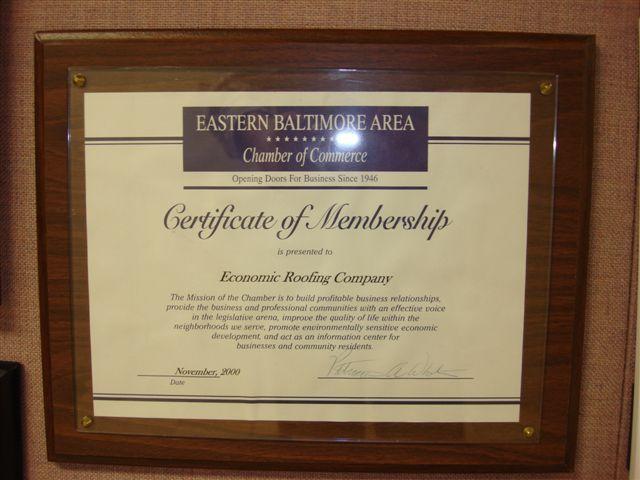 EASTERN BALTIMORE AREA
Chamber of Commerce
Opening Doors For Business Since 1946
Certificate of Membership
is presented to
Economic Roofing Company
The Mission of the Chamber is to build profitable business relationships,
provide the business and professional communities with an effective voice
in the legislative arena, improve the quality of life within the
neighborhoods we serve, promote environmentally sensitive economic
development, and act as an information center for
businesses and community residents.
November, 2000
Date